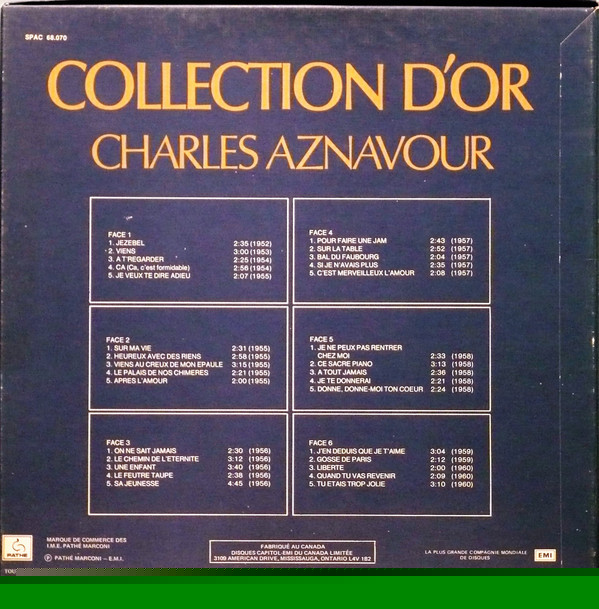 SPAC 68.070
COLLECTION D'OR
CHARLES AZNAVOUR
FACE 1
1. JEZEBEL 2:35 (1952)
2. VIENS 3:00 (1953)
3. A T'REGARDER 2:25 (1954)
4. CA (Ca, c'est formidable) 2:56 (1954)
5. JE VEUX TE DIRE ADIEU 2:07 (1955)
FACE 2
1. SUR MA VIE 2:31 (1955)
2. HEUREUX AVEC DES RIENS 2:58 (1955)
3. VIENS AU CREUX DE MON EPAULE 3:15 (1955)
4. LE PALAIS DE NOS CHIMERES 2:21 (1955)
5. APRES L'AMOUR 2:00 (1955)
FACE 3
1. ON NE SAIT JAMAIS 2:30 (1956)
2. LE CHEMIN DE L'ETERNITE 3:12 (1956)
3. UNE ENFANT 3:40 (1956)
4. LE FEUTRE TAUPE 2:38 (1956)
5. SA JEUNESSE 4:45 (1956)
FACE 4
1. POUR FAIRE UNE JAM 2:43 (1957)
2. SUR LA TABLE 2:52 (1957)
3. BAL DU FAUBOURG 2:04 (1957)
4. SI JE N'AVAIS PLUS 2:35 (1957)
5. C'EST MERVEILLEUX L'AMOUR 2:08 (1957)
FACE 5
1. JE NE PEUX PAS RENTRER
CHEZ MOI 2:33 (1958)
2. CE SACRE PIANO 3:13 (1958)
3. A TOUT JAMAIS 2:36 (1958)
4. JE TE DONNERAI 2:21 (1958)
5. DONNE, DONNE-MOI TON COEUR 2:24 (1958)
FACE 6
1. J'EN DEDUIS QUE JE T'AIME 3:04 (1959)
2. GOSSE DE PARIS 2:12 (1959)
3. LIBERTE 2:00 (1960)
4. QUAND TU VAS REVENIR 2:09 (1960)
5. TU ETAIS TROP JOLIE 3:10 (1960)
PATHÉ
MARQUE DE COMMERCE DES
I.M.E. PATHÉ MARCONI
Ⓟ PATHÉ MARCONI – E.M.I.
FABRIQUÉ AU CANADA
DISQUES CAPITOL-EMI DU CANADA LIMITÉE
3109 AMERICAN DRIVE, MISSISSAUGA, ONTARIO L4V 1B2
LA PLUS GRANDE COMPAGNIE MONDIALE
DE DISQUES
EMI